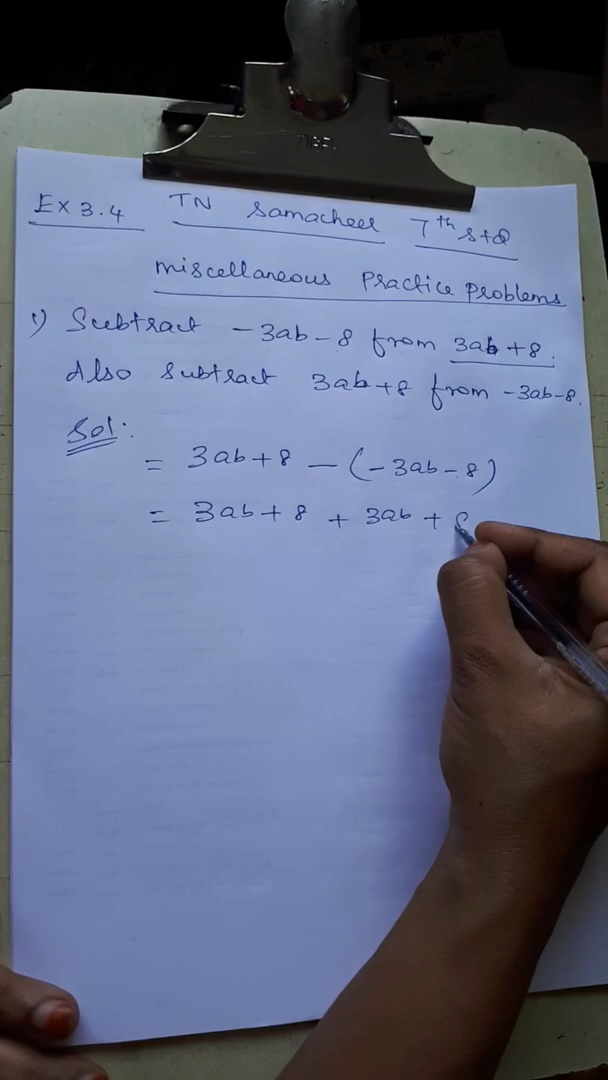 Ex 3.4 TN Samacheer 7th std
miscellaneous Practice Problems
1) Subtract -3ab-8 from 3ab+8.
Also subtract 3ab+8 from -3ab-8.
Sol:
= 3ab+8 - (-3ab-8)
= 3ab+8 + 3ab +